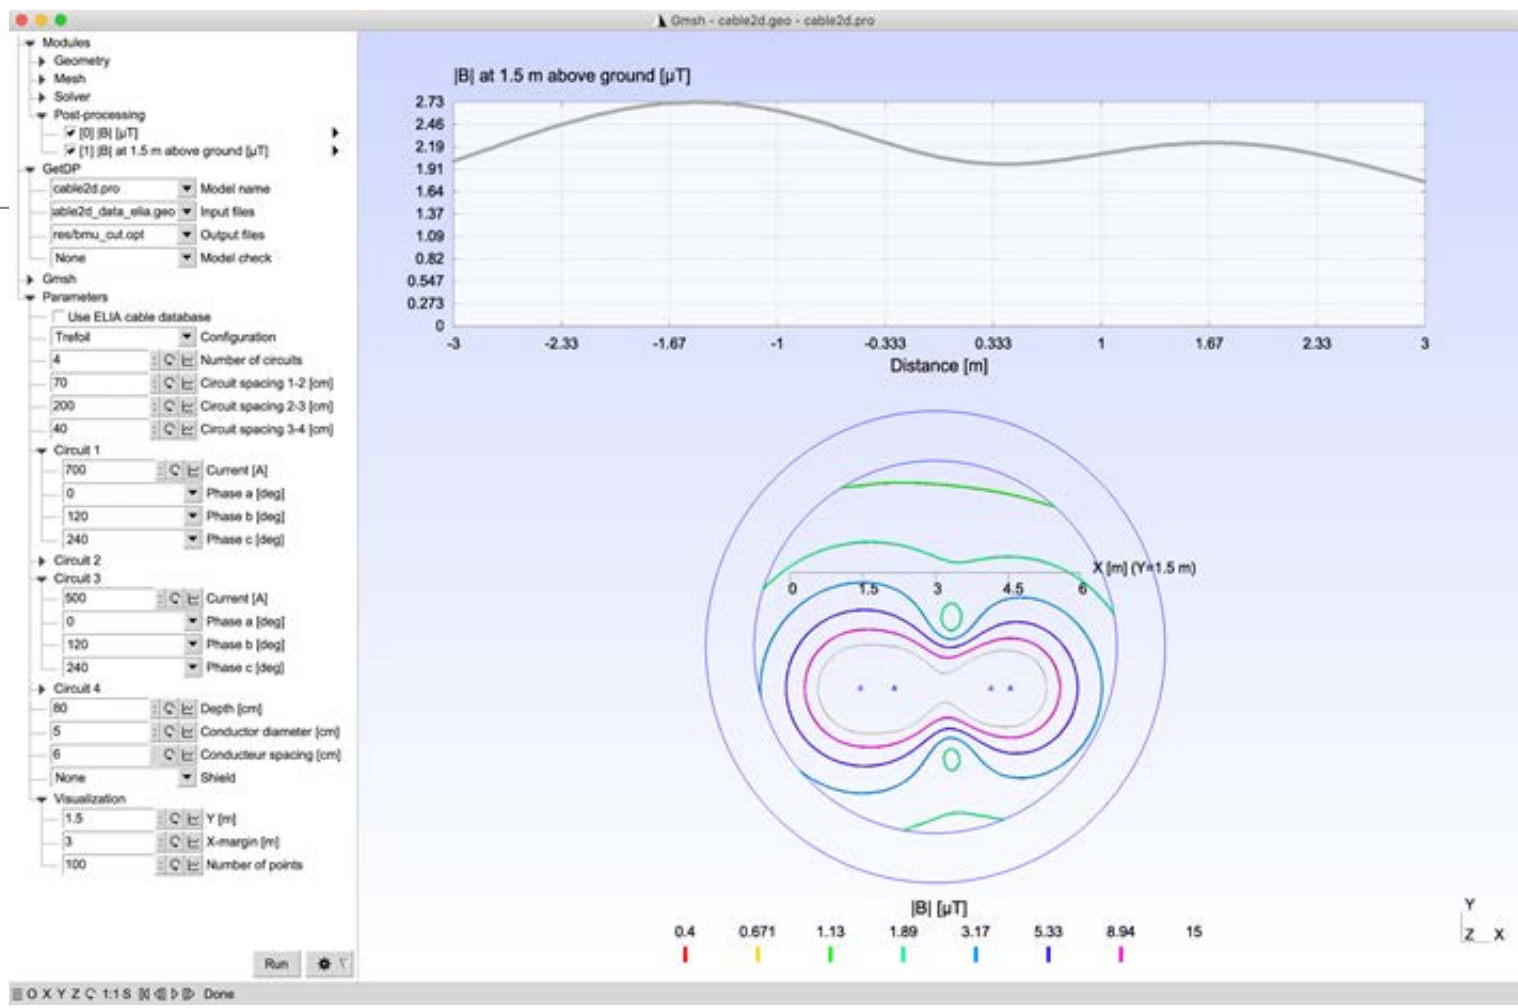 Gmsh - cable2d.geo - cable2d.pro
Modules
Geometry
Mesh
Solver
Post-processing
[0] |B| [µT]
[1] |B| at 1.5 m above ground [µT]
GetDP
cable2d.pro Model name
able2d_data_elia.geo Input files
res/bmu_cut.opt Output files
None Model check
Gmsh
Parameters
Use ELIA cable database
Trefoil Configuration
4 Number of circuits
70 Circuit spacing 1-2 [cm]
200 Circuit spacing 2-3 [cm]
40 Circuit spacing 3-4 [cm]
Circuit 1
700 Current [A]
0 Phase a [deg]
120 Phase b [deg]
240 Phase c [deg]
Circuit 2
Circuit 3
500 Current [A]
0 Phase a [deg]
120 Phase b [deg]
240 Phase c [deg]
Circuit 4
80 Depth [cm]
5 Conductor diameter [cm]
6 Conducteur spacing [cm]
None Shield
Visualization
1.5 Y [m]
3 X-margin [m]
100 Number of points
Run
O X Y Z 1:1 S Done
|B| at 1.5 m above ground [µT]
2.73
2.46
2.19
1.91
1.64
1.37
1.09
0.82
0.547
0.273
0
-3 -2.33 -1.67 -1 -0.333 0.333 1 1.67 2.33 3
Distance [m]
X [m] (Y=1.5 m)
0 1.5 3 4.5 6
|B| [µT]
0.4 0.671 1.13 1.89 3.17 5.33 8.94 15
Y
Z X